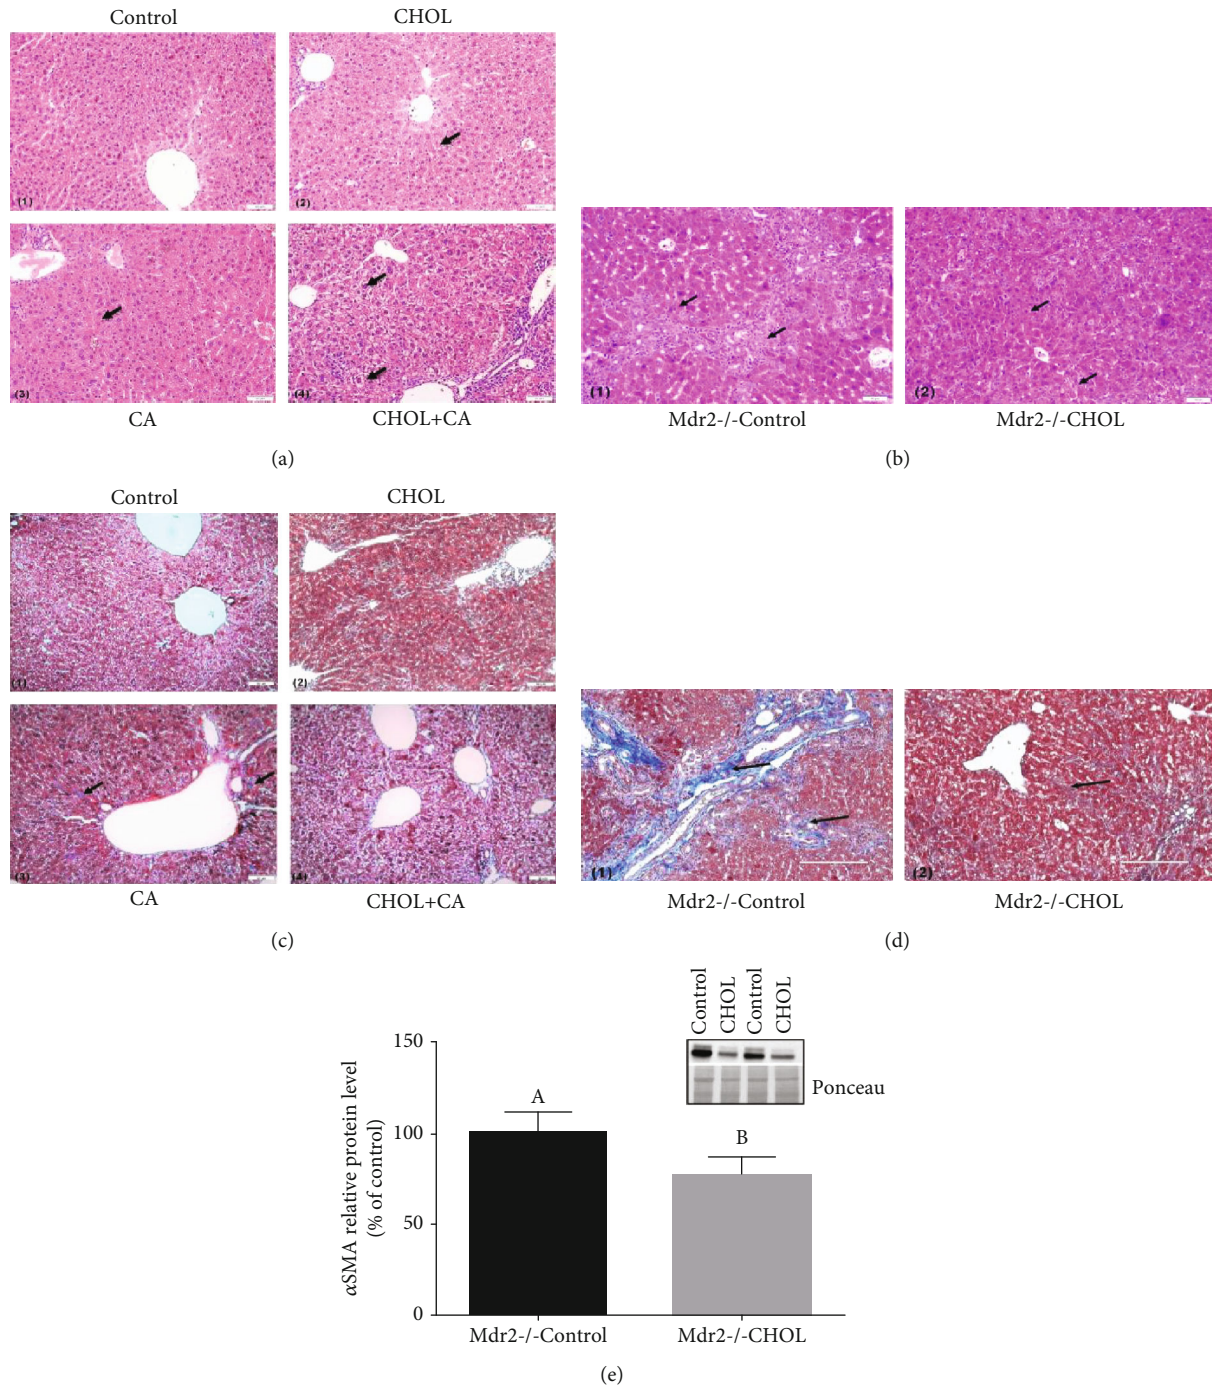 Control CHOL
(1) (2)
(3) (4)
CA CHOL+CA
(a)
(1) (2)
Mdr2-/-Control Mdr2-/-CHOL
(b)
Control CHOL
(1) (2)
(3) (4)
CA CHOL+CA
(c)
(1) (2)
Mdr2-/-Control Mdr2-/-CHOL
(d)
Control CHOL Control CHOL
Ponceau
αSMA relative protein level
(% of control)
150
100
50
0
A
B
Mdr2-/-Control Mdr2-/-CHOL
(e)